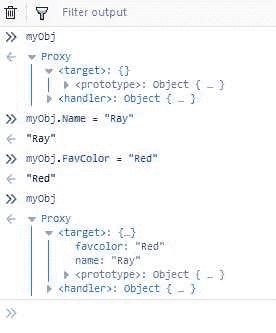 Filter output
myObj
Proxy
<target>: {}
<prototype>: Object { … }
<handler>: Object { … }
myObj.Name = "Ray"
"Ray"
myObj.FavColor = "Red"
"Red"
myObj
Proxy
<target>: {…}
favcolor: "Red"
name: "Ray"
<prototype>: Object { … }
<handler>: Object { … }